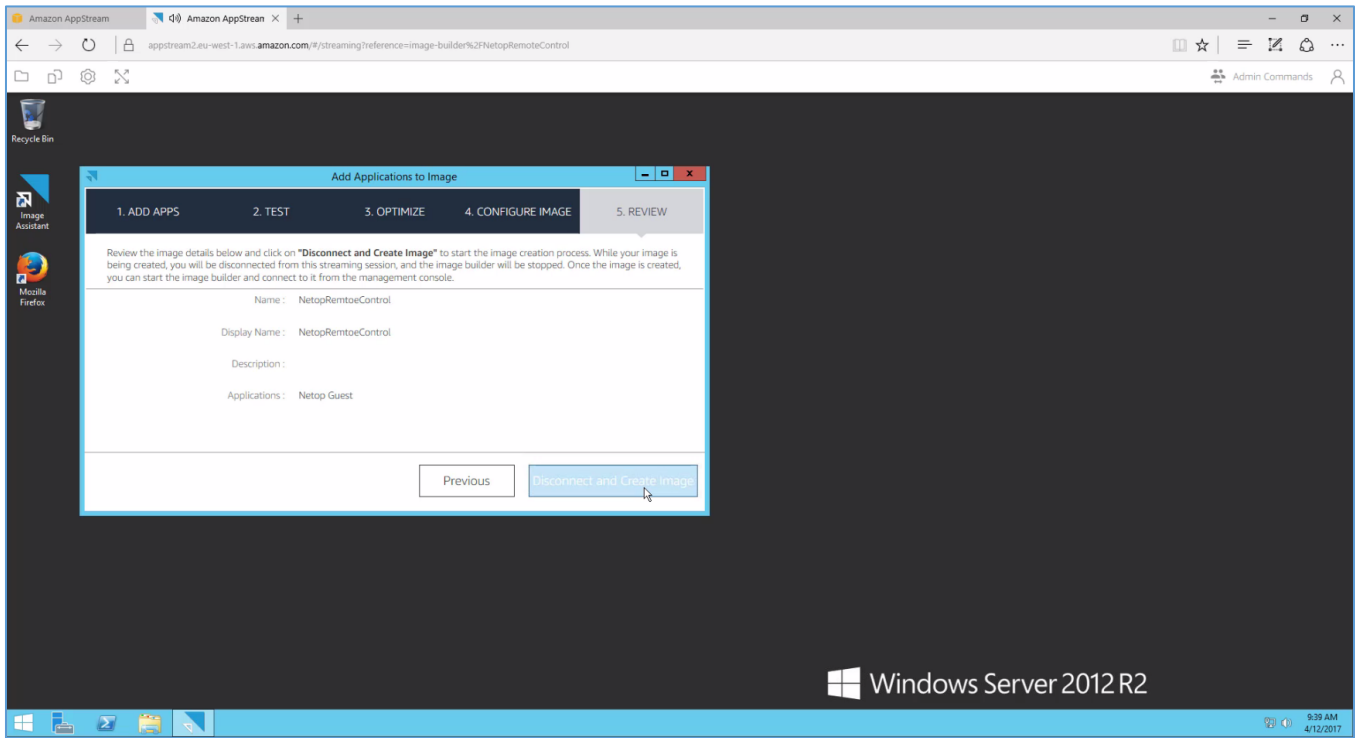 Amazon AppStream
Amazon AppStrean
appstream2.eu-west-1.aws.amazon.com/#/streaming?reference=image-builder%2FNetopRemoteControl
Admin Commands
Recycle Bin
Image
Assistant
Mozilla
Firefox
Add Applications to Image
1. ADD APPS 2. TEST 3. OPTIMIZE 4. CONFIGURE IMAGE 5. REVIEW
Review the image details below and click on "Disconnect and Create Image" to start the image creation process. While your image is
being created, you will be disconnected from this streaming session, and the image builder will be stopped. Once the image is created,
you can start the image builder and connect to it from the management console.
Name : NetopRemtoeControl
Display Name : NetopRemtoeControl
Description :
Applications : Netop Guest
Previous
Disconnect and Create Image
Windows Server 2012 R2
9:39 AM
4/12/2017